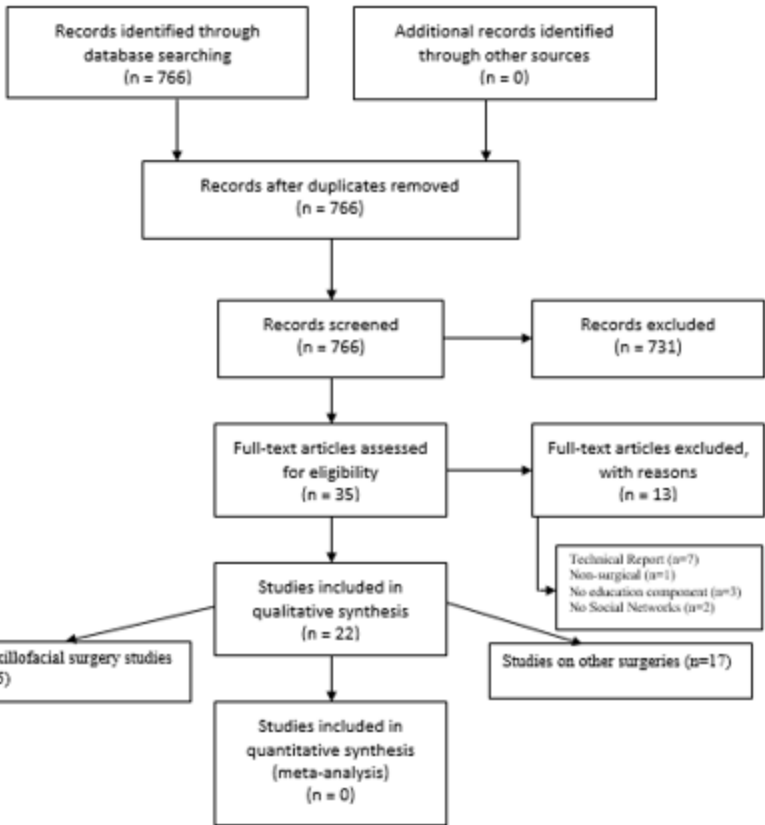 Records identified through
database searching
(n = 766)
Additional records identified
through other sources
(n = 0)
Records after duplicates removed
(n = 766)
Records screened
(n = 766)
Records excluded
(n = 731)
Full-text articles assessed
for eligibility
(n = 35)
Full-text articles excluded,
with reasons
(n = 13)
Technical Report (n=7)
Non-surgical (n=1)
No education component (n=3)
No Social Networks (n=2)
Studies included in
qualitative synthesis
(n = 22)
killofacial surgery studies
5)
Studies on other surgeries (n=17)
Studies included in
quantitative synthesis
(meta-analysis)
(n = 0)